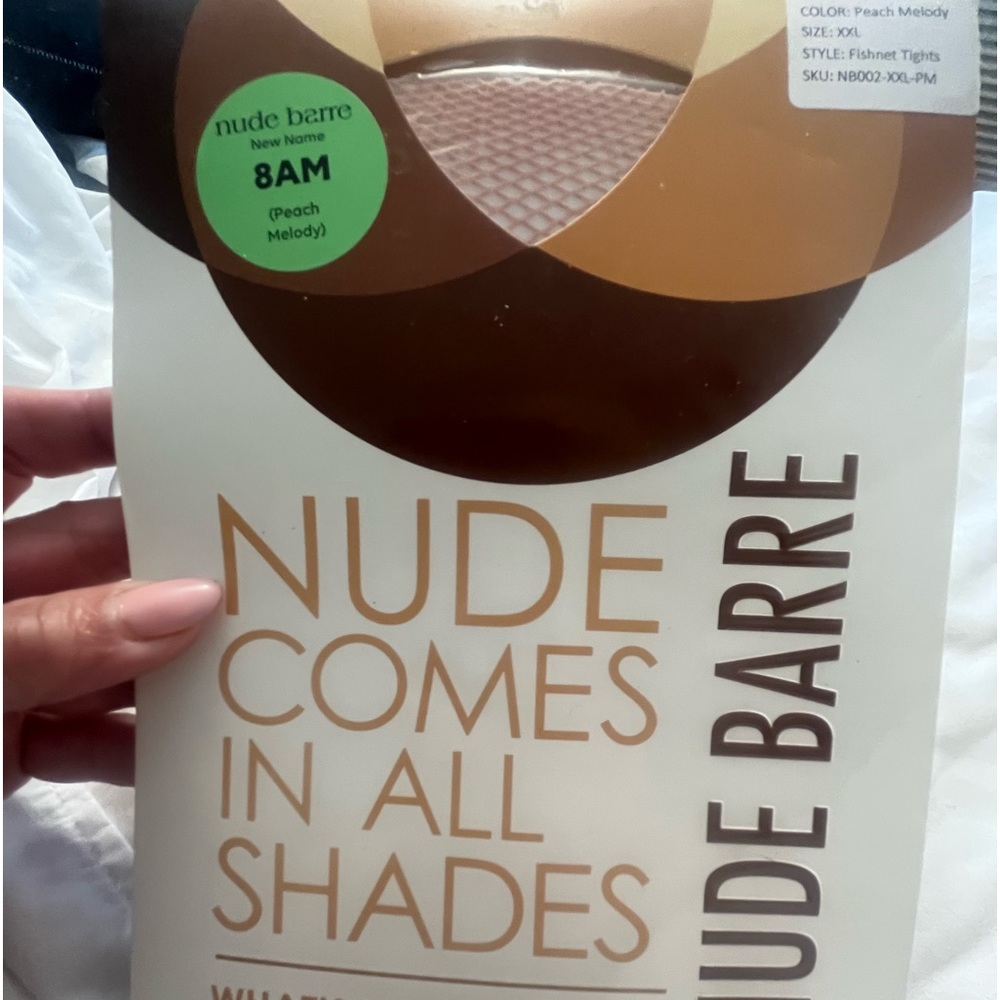 COLOR: Peach Melody
SIZE: XXL
STYLE: Fishnet Tights
SKU: NB002-XXL-PM
nude barre
New Name
8AM
(Peach
Melody)
NUDE
COMES
IN ALL
SHADES
NUDE BARRE